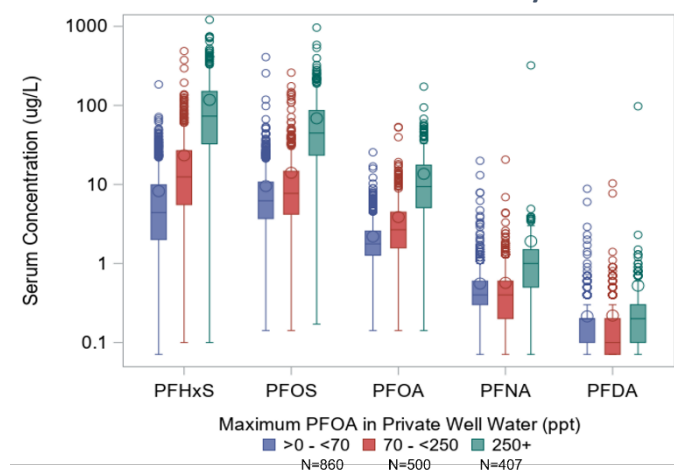 1000
100
10
1
0.1
Serum Concentration (ug/L)
PFHxS PFOS PFOA PFNA PFDA
Maximum PFOA in Private Well Water (ppt)
>0 - <70 70 - <250 250+
N=860 N=500 N=407